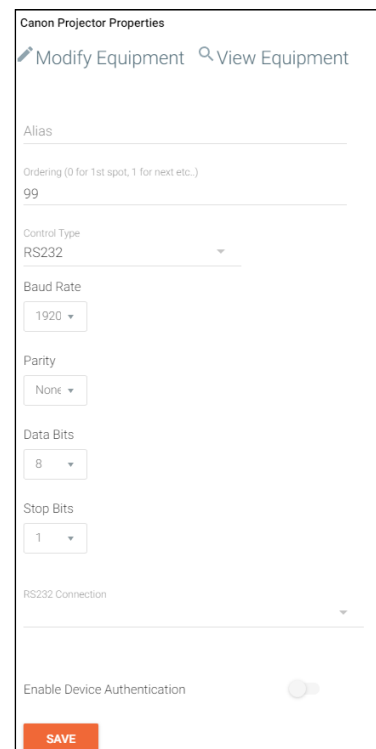 Canon Projector Properties
Modify Equipment View Equipment
Alias
Ordering (0 for 1st spot, 1 for next etc..)
99
Control Type
RS232
Baud Rate
1920
Parity
None
Data Bits
8
Stop Bits
1
RS232 Connection
Enable Device Authentication
SAVE